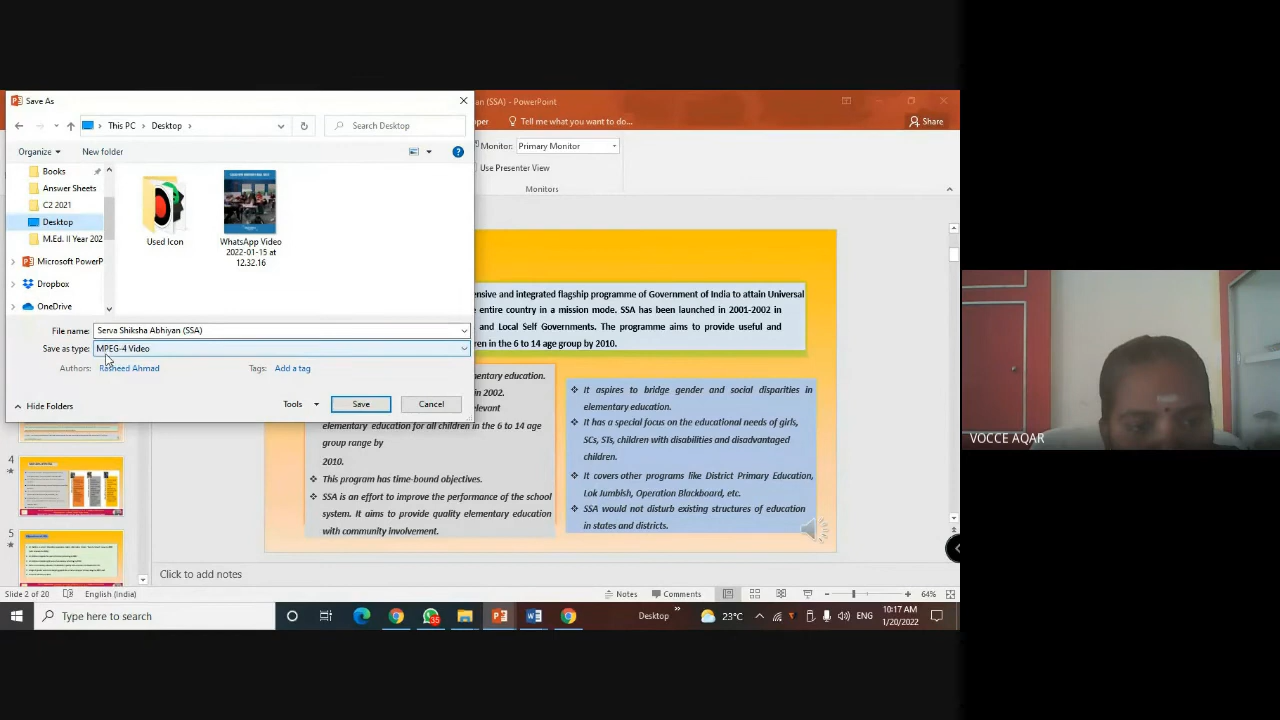 Save As
an (SSA) - PowerPoint
This PC
Desktop
Search Desktop
per
Tell me what you want to do...
Share
Organize
New folder
Monitor:
Primary Monitor
Use Presenter View
Monitors
Books
Answer Sheets
C2 2021
Desktop
M.Ed. II Year 202
Microsoft PowerP
Dropbox
OneDrive
Used Icon
WhatsApp Video
2022-01-15 at
12.32.16
File name:
Serva Shiksha Abhiyan (SSA)
Save as type:
MPEG-4 Video
Authors:
Rasheed Ahmad
Tags:
Add a tag
Hide Folders
Tools
Save
Cancel
ensive and integrated flagship programme of Government of India to attain Universal
entire country in a mission mode. SSA has been launched in 2001-2002 in
and Local Self Governments. The programme aims to provide useful and
en in the 6 to 14 age group by 2010.
mentary education.
in 2002.
levant
elementary education for all children in the 6 to 14 age
group range by
2010.
❖ This program has time-bound objectives.
❖ SSA is an effort to improve the performance of the school
system. It aims to provide quality elementary education
with community involvement.
❖ It aspires to bridge gender and social disparities in
elementary education.
❖ It has a special focus on the educational needs of girls,
SCs, STs, children with disabilities and disadvantaged
children.
❖ It covers other programs like District Primary Education,
Lok Jumbish, Operation Blackboard, etc.
❖ SSA would not disturb existing structures of education
in states and districts.
4
5
Click to add notes
Slide 2 of 20
English (India)
Notes
Comments
64%
Type here to search
35
Desktop
23°C
ENG
10:17 AM
1/20/2022
VOCCE AQAR